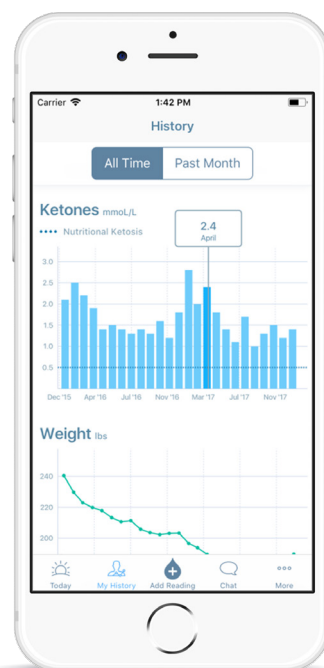 Carrier 1:42 PM
History
All Time Past Month
Ketones mmoL/L
2.4
April
Nutritional Ketosis
3.0
2.5
2.0
1.5
1.0
0.5
Dec '15 Apr '16 Jul '16 Nov '16 Mar '17 Jul '17 Nov '17
Weight lbs
240
220
200
Today My History Add Reading Chat More